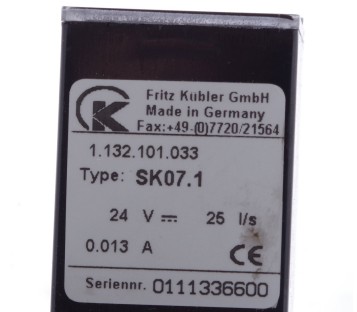 K
Fritz Kübler GmbH
Made in Germany
Fax:+49-(0)7720/21564
1.132.101.033
Type: SK07.1
24 V ⎓ 25 I/s
0.013 A CE
Seriennr. 0111336600